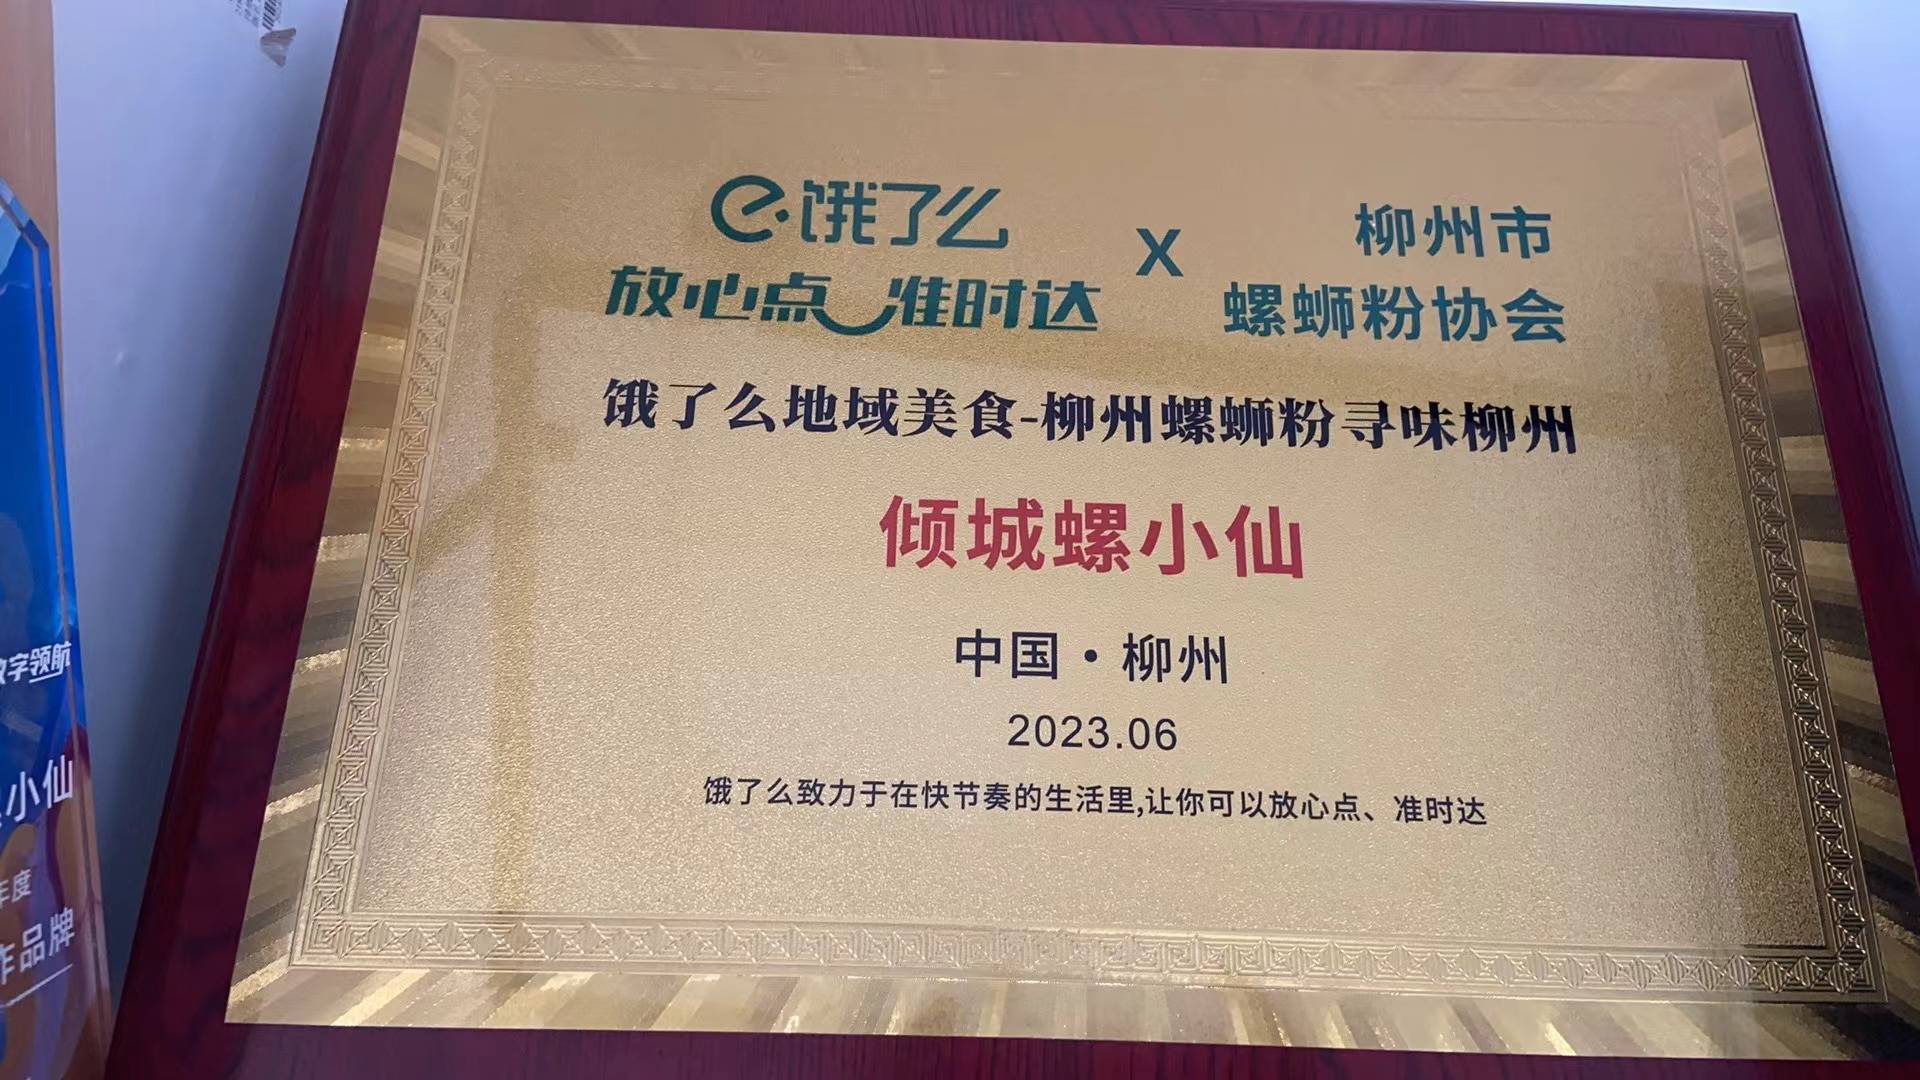 饿了么
放心点 准时达
X
柳州市
螺蛳粉协会
饿了么地域美食-柳州螺蛳粉寻味柳州
倾城螺小仙
中国·柳州
2023.06
饿了么致力于在快节奏的生活里,让你可以放心点、准时达
字领航
小仙
年度
作品牌